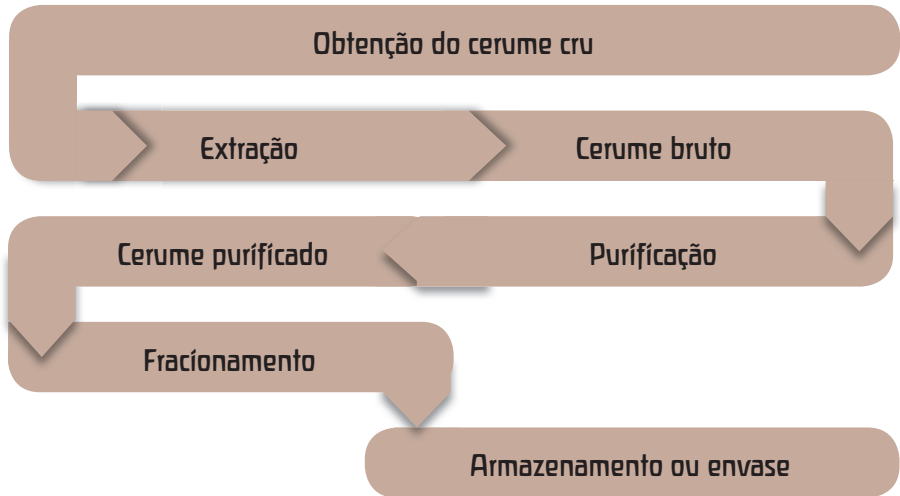 Obtenção do cerume cru
Extração
Cerume bruto
Purificação
Cerume purificado
Fracionamento
Armazenamento ou envase